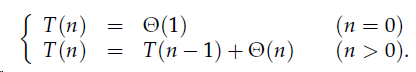 T(n) = Θ(1) (n = 0)
T(n) = T(n − 1) + Θ(n) (n > 0).